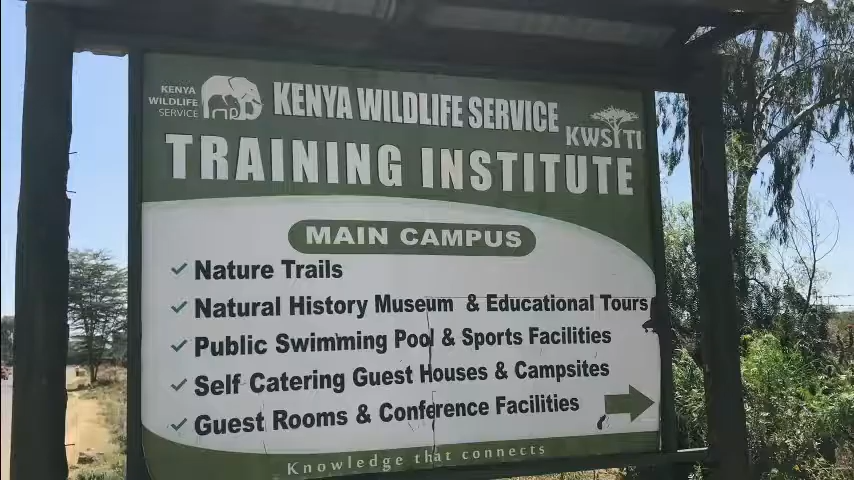 KENYA
WILDLIFE
SERVICE
KENYA WILDLIFE SERVICE
KWSTI
TRAINING INSTITUTE
MAIN CAMPUS
Nature Trails
Natural History Museum & Educational Tours
Public Swimming Pool & Sports Facilities
Self Catering Guest Houses & Campsites
Guest Rooms & Conference Facilities
Knowledge that connects